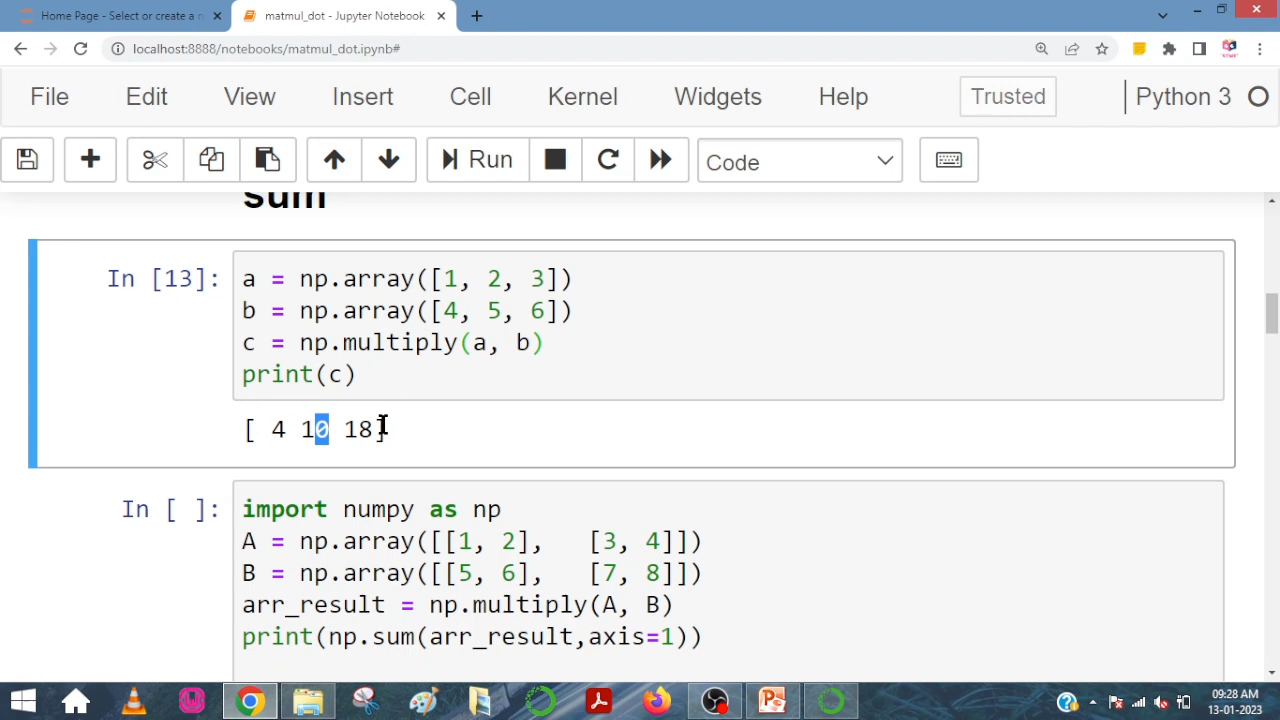 Home Page - Select or create a n
matmul_dot - Jupyter Notebook
localhost:8888/notebooks/matmul_dot.ipynb#
File Edit View Insert Cell Kernel Widgets Help Trusted Python 3
Run Code
Sum
In [13]: a = np.array([1, 2, 3])
b = np.array([4, 5, 6])
c = np.multiply(a, b)
print(c)
[ 4 10 18]
In [ ]: import numpy as np
A = np.array([[1, 2], [3, 4]])
B = np.array([[5, 6], [7, 8]])
arr_result = np.multiply(A, B)
print(np.sum(arr_result,axis=1))
09:28 AM
13-01-2023